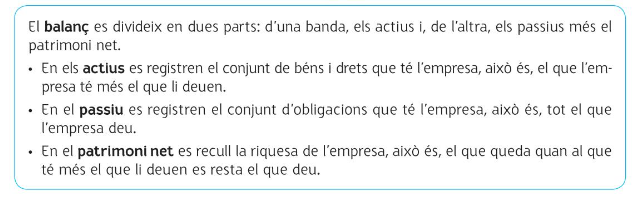 El balanç es divideix en dues parts: d'una banda, els actius i, de l'altra, els passius més el
patrimoni net.
• En els actius es registren el conjunt de béns i drets que té l'empresa, això és, el que l'em-
presa té més el que li deuen.
• En el passiu es registren el conjunt d'obligacions que té l'empresa, això és, tot el que
l'empresa deu.
• En el patrimoni net es recull la riquesa de l'empresa, això és, el que queda quan al que
té més el que li deuen es resta el que deu.